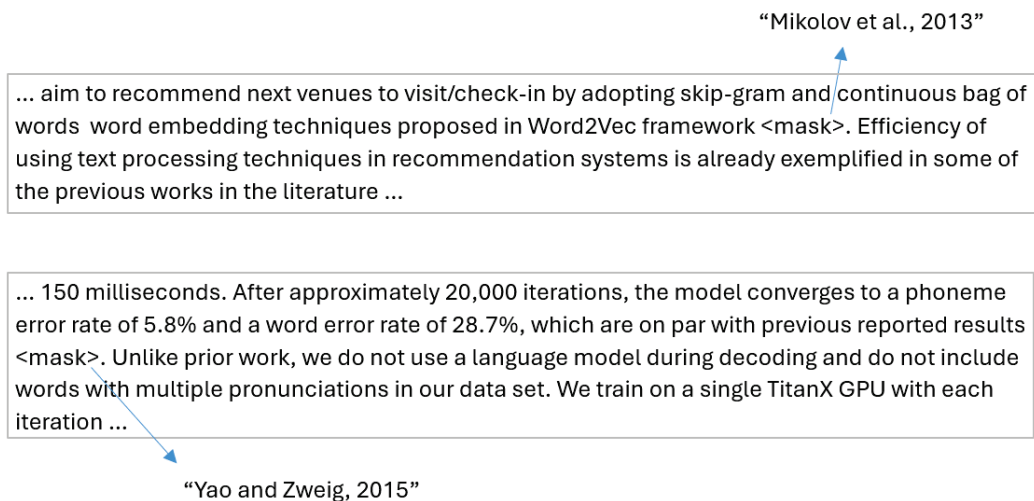 “Mikolov et al., 2013”
... aim to recommend next venues to visit/check-in by adopting skip-gram and continuous bag of
words word embedding techniques proposed in Word2Vec framework <mask>. Efficiency of
using text processing techniques in recommendation systems is already exemplified in some of
the previous works in the literature ...
... 150 milliseconds. After approximately 20,000 iterations, the model converges to a phoneme
error rate of 5.8% and a word error rate of 28.7%, which are on par with previous reported results
<mask>. Unlike prior work, we do not use a language model during decoding and do not include
words with multiple pronunciations in our data set. We train on a single TitanX GPU with each
iteration ...
“Yao and Zweig, 2015”